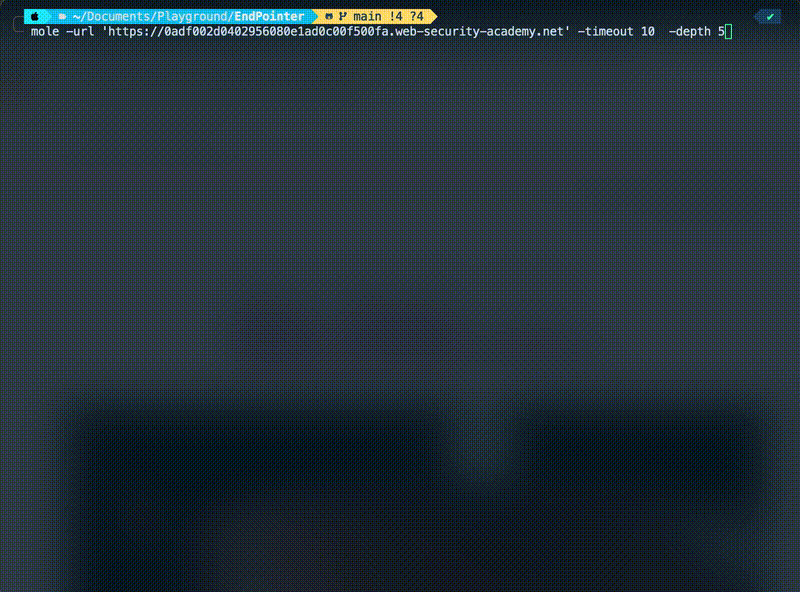 ~/Documents/Playground/EndPointer main !4 ?4 ✔
mole -url 'https://0adf002d0402956080e1ad0c00f500fa.web-security-academy.net' -timeout 10  -depth 5